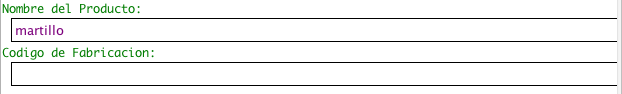 Nombre del Producto:
martillo
Codigo de Fabricacion: